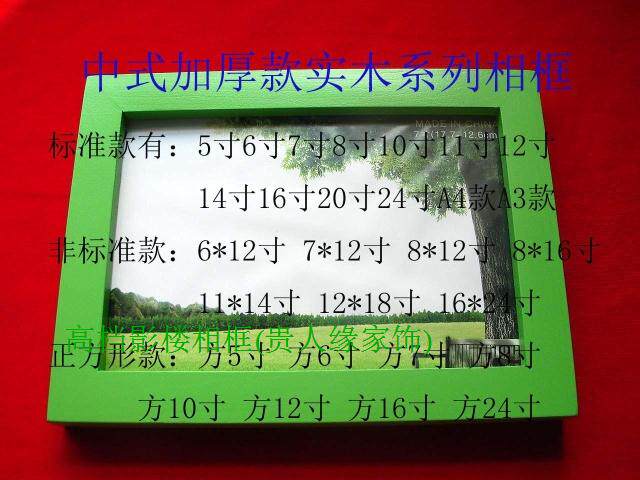 中式加厚款实木系列相框
MADE IN CHINA
7"(17.7*12.6cm
标准款有：5寸6寸7寸8寸10寸11寸12寸
14寸16寸20寸24寸A4款A3款
非标准款：6*12寸 7*12寸 8*12寸 8*16寸
11*14寸 12*18寸 16*24寸
高档影楼相框(贵人缘家饰)
正方形款：方5寸 方6寸 方7寸 方8寸
方10寸 方12寸 方16寸 方24寸